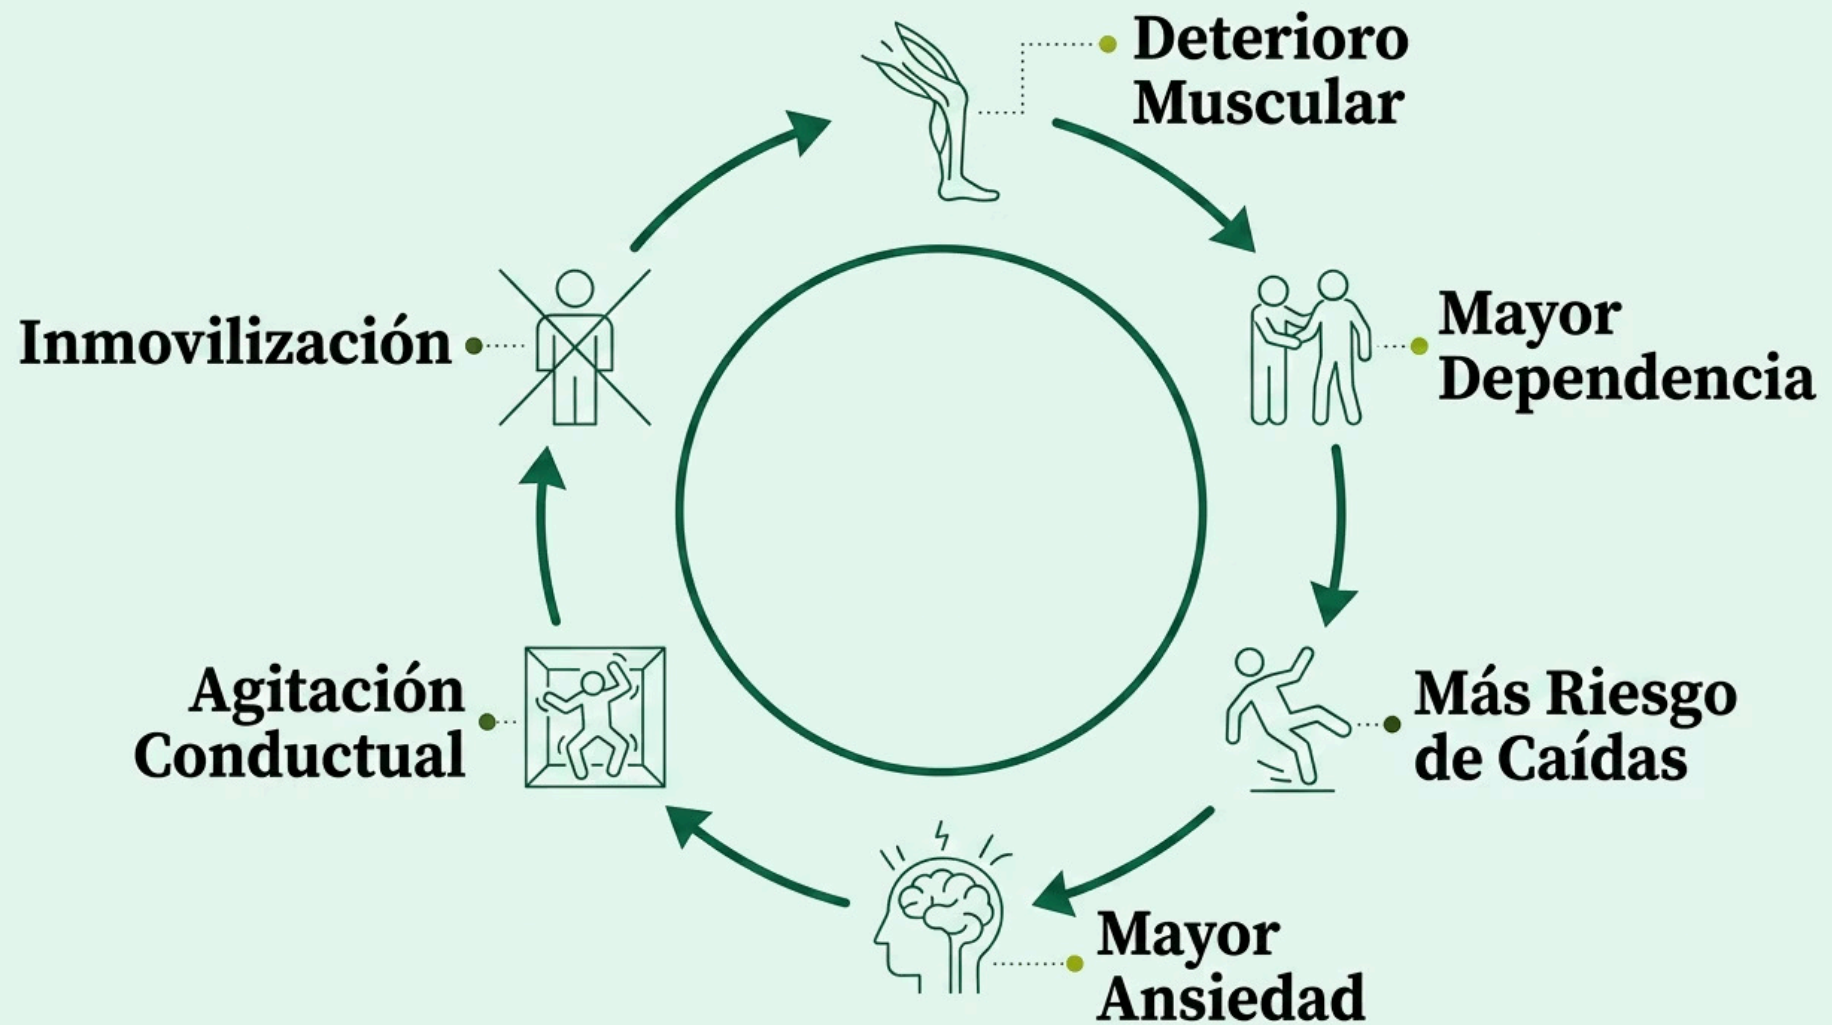 Deterioro
Muscular
Mayor
Dependencia
Más Riesgo
de Caídas
Mayor
Ansiedad
Agitación
Conductual
Inmovilización